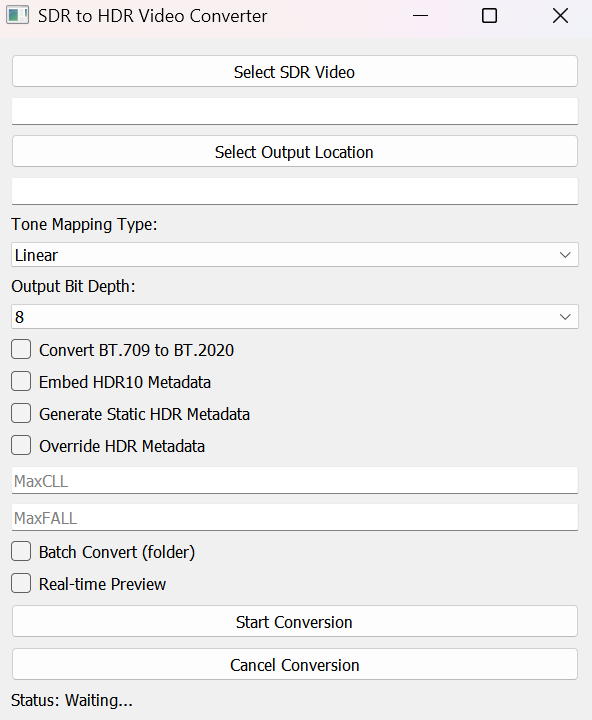 SDR to HDR Video Converter
Select SDR Video
Select Output Location
Tone Mapping Type:
Linear
Output Bit Depth:
8
Convert BT.709 to BT.2020
Embed HDR10 Metadata
Generate Static HDR Metadata
Override HDR Metadata
MaxCLL
MaxFALL
Batch Convert (folder)
Real-time Preview
Start Conversion
Cancel Conversion
Status: Waiting...